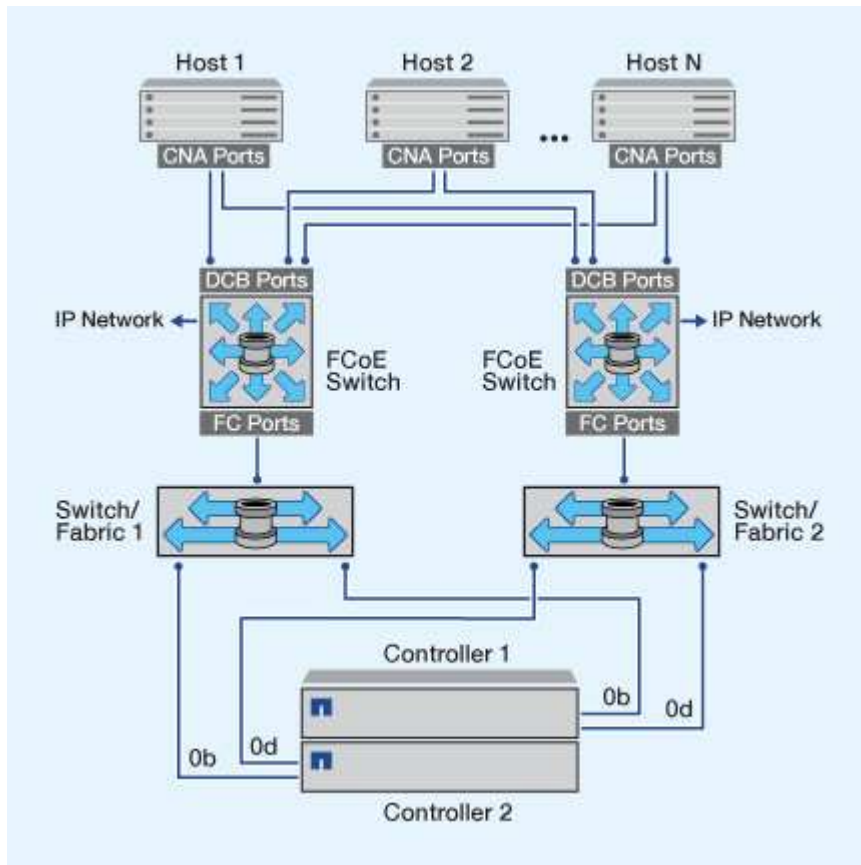 Host 1
Host 2
Host N
...
CNA Ports
CNA Ports
CNA Ports
DCB Ports
DCB Ports
IP Network
IP Network
FCoE
Switch
FCoE
Switch
FC Ports
FC Ports
Switch/
Fabric 1
Switch/
Fabric 2
Controller 1
0b
0d
0d
0b
Controller 2